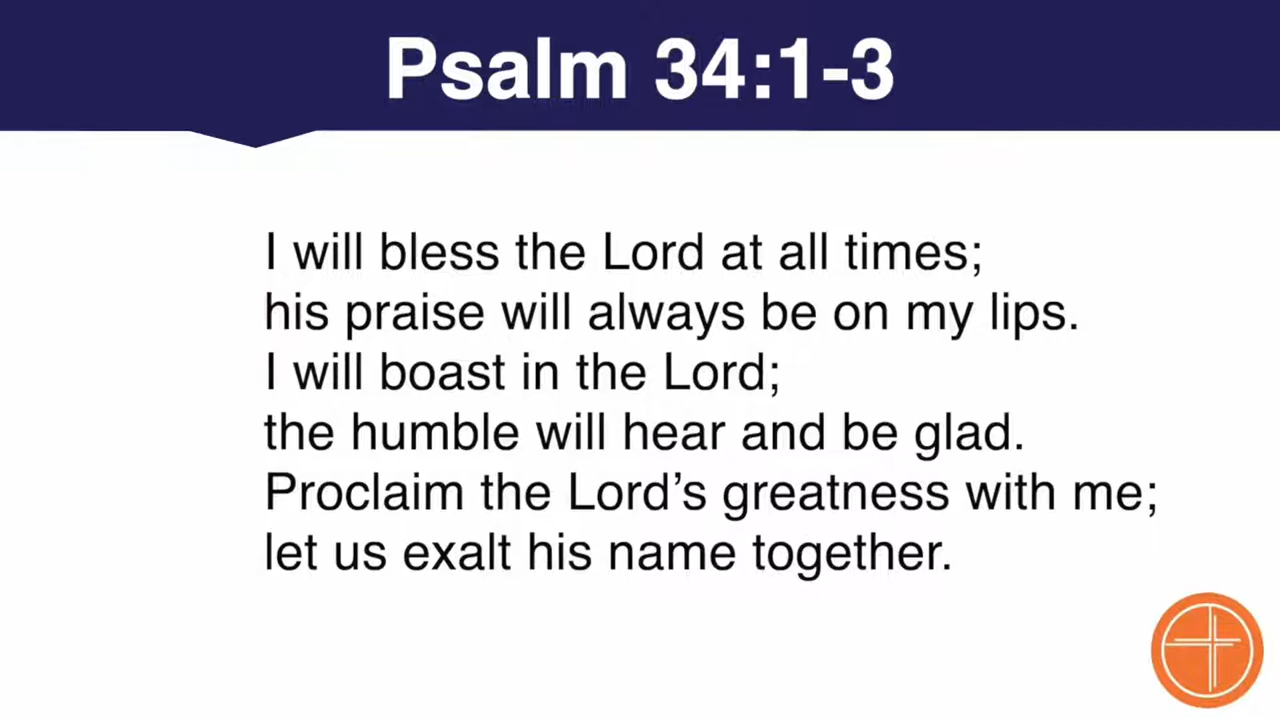 Psalm 34:1-3
I will bless the Lord at all times;
his praise will always be on my lips.
I will boast in the Lord;
the humble will hear and be glad.
Proclaim the Lord’s greatness with me;
let us exalt his name together.